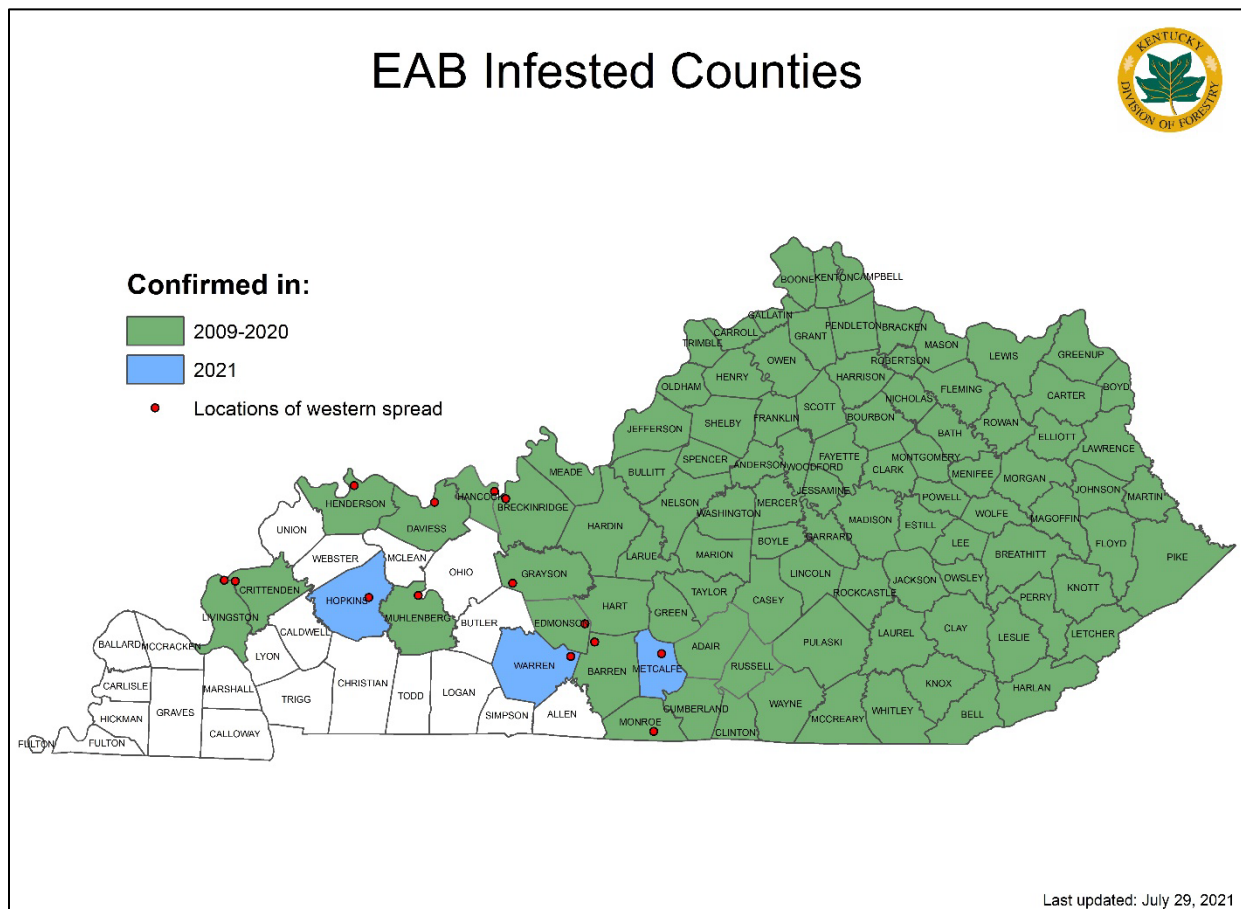 EAB Infested Counties
KENTUCKY
DIVISION OF FORESTRY
Confirmed in:
2009-2020
2021
Locations of western spread
BOONE
KENTON
CAMPBELL
GALLATIN
CARROLL
TRIMBLE
GRANT
PENDLETON
BRACKEN
MASON
LEWIS
GREENUP
OWEN
ROBERTSON
HENRY
OLDHAM
HARRISON
FLEMING
CARTER
BOYD
NICHOLAS
SCOTT
FRANKLIN
SHELBY
BOURBON
ROWAN
JEFFERSON
BATH
ELLIOTT
LAWRENCE
SPENCER
ANDERSON
WOODFORD
FAYETTE
MONTGOMERY
CLARK
MENIFEE
MORGAN
MEADE
BULLITT
JESSAMINE
JOHNSON
MARTIN
HENDERSON
HANCOCK
BRECKINRIDGE
NELSON
WASHINGTON
MERCER
POWELL
WOLFE
MAGOFFIN
UNION
DAVIESS
HARDIN
MADISON
ESTILL
GARRARD
BOYLE
LEE
FLOYD
PIKE
WEBSTER
MCLEAN
OHIO
LARUE
MARION
BREATHITT
GRAYSON
LINCOLN
JACKSON
OWSLEY
KNOTT
CRITTENDEN
HOPKINS
HART
GREEN
TAYLOR
CASEY
ROCKCASTLE
PERRY
LIVINGSTON
MUHLENBERG
BUTLER
EDMONSON
CALDWELL
LAUREL
CLAY
LESLIE
LETCHER
BALLARD
MCCRACKEN
LYON
PULASKI
ADAIR
WARREN
BARREN
METCALFE
RUSSELL
CARLISLE
MARSHALL
CHRISTIAN
TODD
LOGAN
TRIGG
KNOX
HARLAN
GRAVES
HICKMAN
CALLOWAY
SIMPSON
ALLEN
MONROE
CUMBERLAND
WAYNE
WHITLEY
BELL
MCCREARY
CLINTON
FULTON
FULTON
Last updated: July 29, 2021